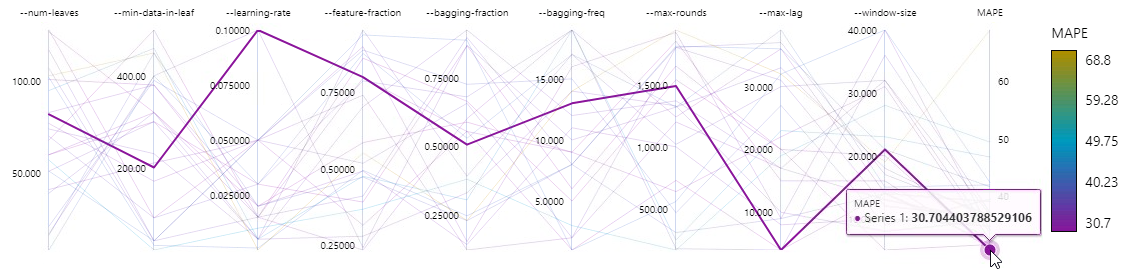 --num-leaves --min-data-in-leaf --learning-rate --feature-fraction --bagging-fraction --bagging-freq --max-rounds --max-lag --window-size MAPE
MAPE
0.10000 40.000
68.8
100.00 400.00 0.075000 0.75000 0.75000 15.000 1,500.0 30.000 30.000 60
59.28
0.050000 0.50000 10.000 1,000.0 20.000 20.000 50
49.75
50.000 200.00 0.50000
40.23
0.025000 0.25000 5.0000 500.00 10.000 40
MAPE
Series 1: 30.704403788529106
30.7
0.25000